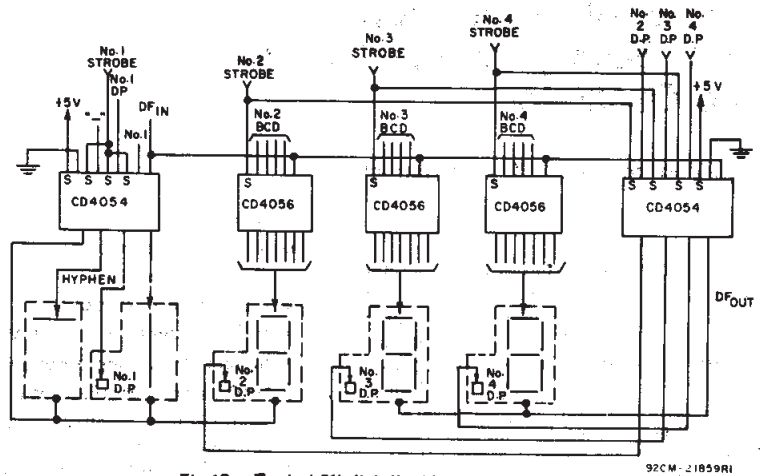 No.1
STROBE
No.1
DP
+5V
"–"
DF IN
No.1
No.2
STROBE
No.2
BCD
No.3
STROBE
No.3
BCD
No.4
STROBE
No.4
BCD
No.
2
D.P.
No.
3
D.P
No.
4
D.P
+5V
S S S S
CD4054
S
CD4056
S
CD4056
S
CD4056
S S S S S
CD4054
HYPHEN
DF OUT
No.1
D.P.
No.
2
D.P.
No.
3
D.P.
No.
4
D.P.
92CM-21859R1